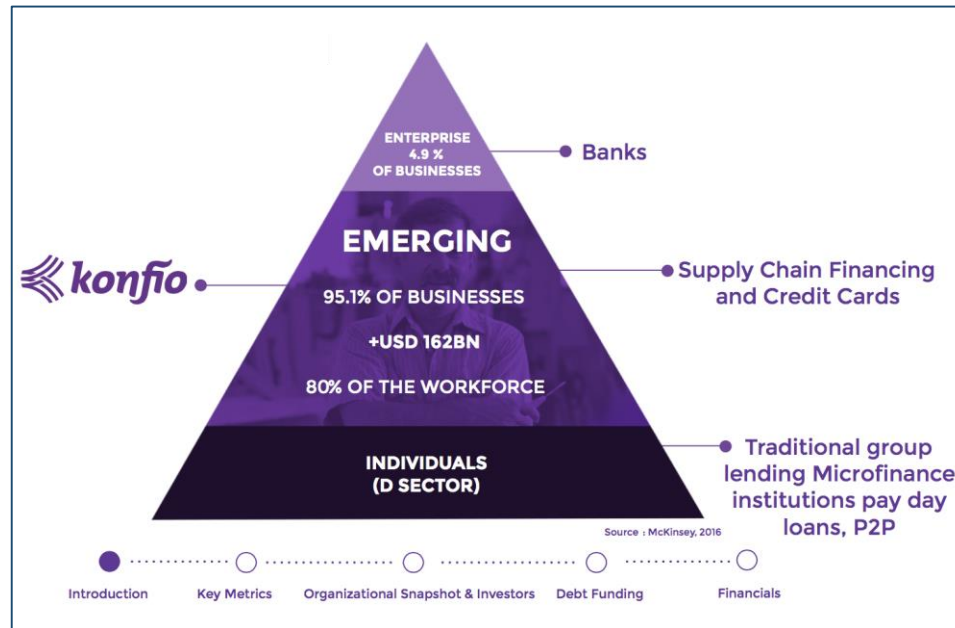 ENTERPRISE
4.9 %
OF BUSINESSES
Banks
konfio
EMERGING
95.1% OF BUSINESSES
+USD 162BN
80% OF THE WORKFORCE
Supply Chain Financing
and Credit Cards
INDIVIDUALS
(D SECTOR)
Traditional group
lending Microfinance
institutions pay day
loans, P2P
Source : McKinsey, 2016
Introduction
Key Metrics
Organizational Snapshot & Investors
Debt Funding
Financials